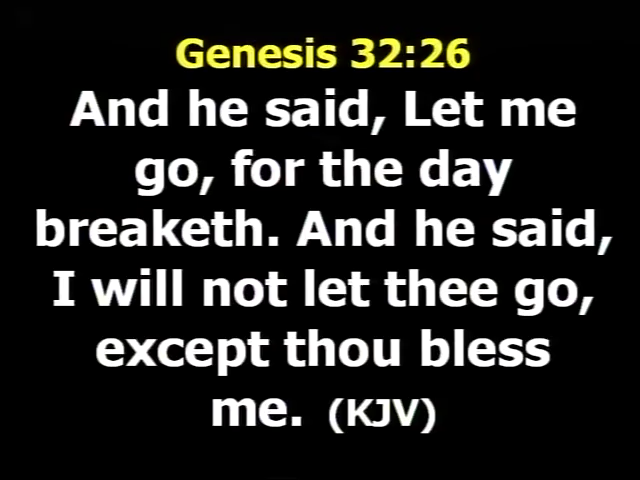 Genesis 32:26
And he said, Let me
go, for the day
breaketh. And he said,
I will not let thee go,
except thou bless
me. (KJV)